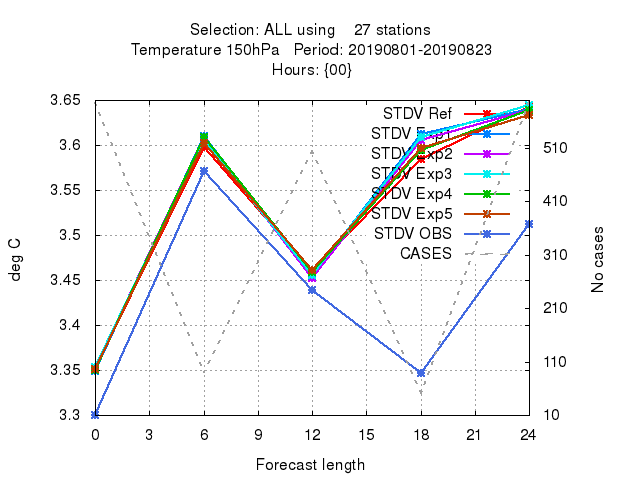 Selection: ALL using 27 stations
Temperature 150hPa Period: 20190801-20190823
Hours: {00}
STDV Ref
STDV Exp1
STDV Exp2
STDV Exp3
STDV Exp4
STDV Exp5
STDV OBS
CASES
3.65
3.6
3.55
3.5
3.45
3.4
3.35
3.3
deg C
510
410
310
210
110
10
No cases
0 3 6 9 12 15 18 21 24
Forecast length